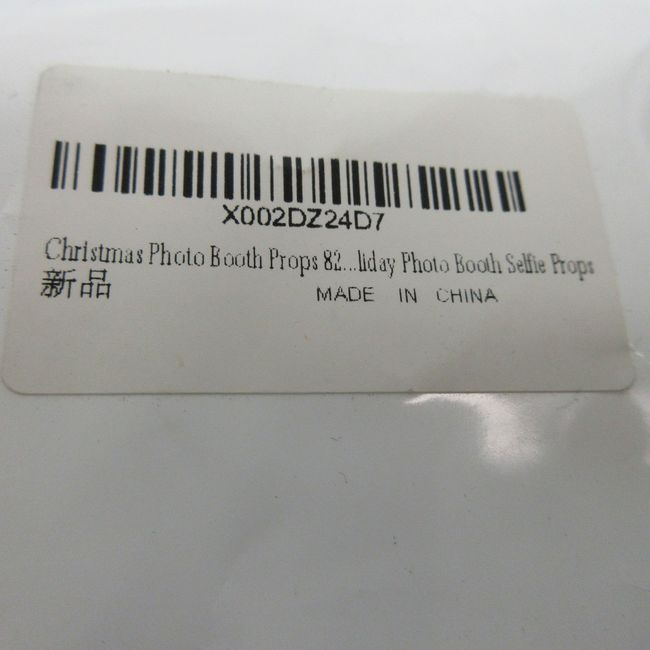 X002DZ24D7
Christmas Photo Booth Props 82...liday Photo Booth Selfie Props
新品
MADE IN CHINA